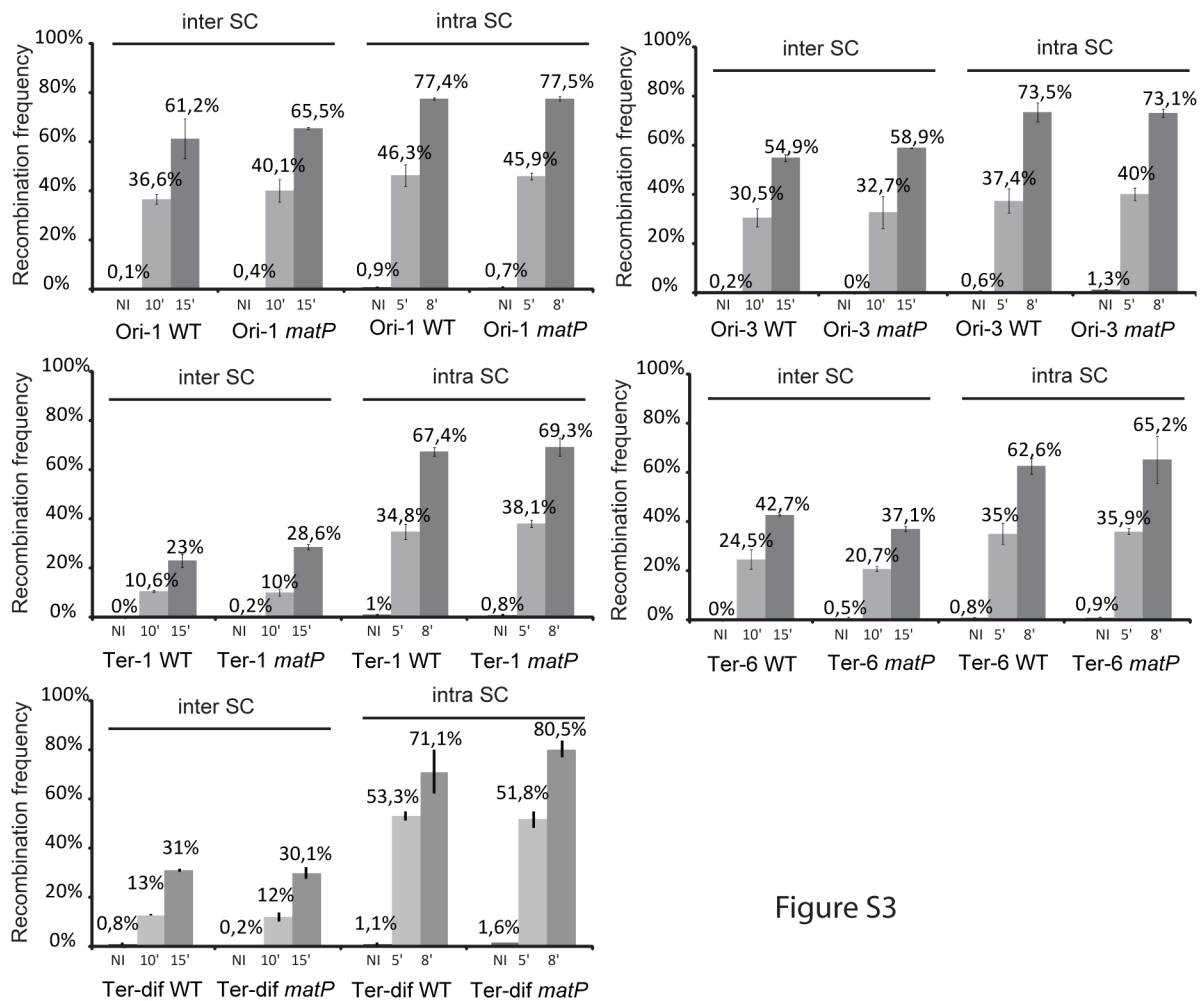 inter SC intra SC
Recombination frequency
100%
80%
60%
40%
20%
0%
61,2% 65,5% 77,4% 77,5%
36,6% 40,1% 46,3% 45,9%
0,1% 0,4% 0,9% 0,7%
NI 10' 15' NI 10' 15' NI 5' 8' NI 5' 8'
Ori-1 WT Ori-1 matP Ori-1 WT Ori-1 matP
inter SC intra SC
Recombination frequency
100%
80%
60%
40%
20%
0%
54,9% 58,9% 73,5% 73,1%
30,5% 32,7% 37,4% 40%
0,2% 0% 0,6% 1,3%
NI 10' 15' NI 10' 15' NI 5' 8' NI 5' 8'
Ori-3 WT Ori-3 matP Ori-3 WT Ori-3 matP
inter SC intra SC
Recombination frequency
100%
80%
60%
40%
20%
0%
23% 28,6% 67,4% 69,3%
10,6% 10% 34,8% 38,1%
0% 0,2% 1% 0,8%
NI 10' 15' NI 10' 15' NI 5' 8' NI 5' 8'
Ter-1 WT Ter-1 matP Ter-1 WT Ter-1 matP
inter SC intra SC
Recombination frequency
100%
80%
60%
40%
20%
0%
42,7% 37,1% 62,6% 65,2%
24,5% 20,7% 35% 35,9%
0% 0,5% 0,8% 0,9%
NI 10' 15' NI 10' 15' NI 5' 8' NI 5' 8'
Ter-6 WT Ter-6 matP Ter-6 WT Ter-6 matP
inter SC intra SC
Recombination frequency
100%
80%
60%
40%
20%
0%
31% 30,1% 71,1% 80,5%
13% 12% 53,3% 51,8%
0,8% 0,2% 1,1% 1,6%
NI 10' 15' NI 10' 15' NI 5' 8' NI 5' 8'
Ter-dif WT Ter-dif matP Ter-dif WT Ter-dif matP
Figure S3